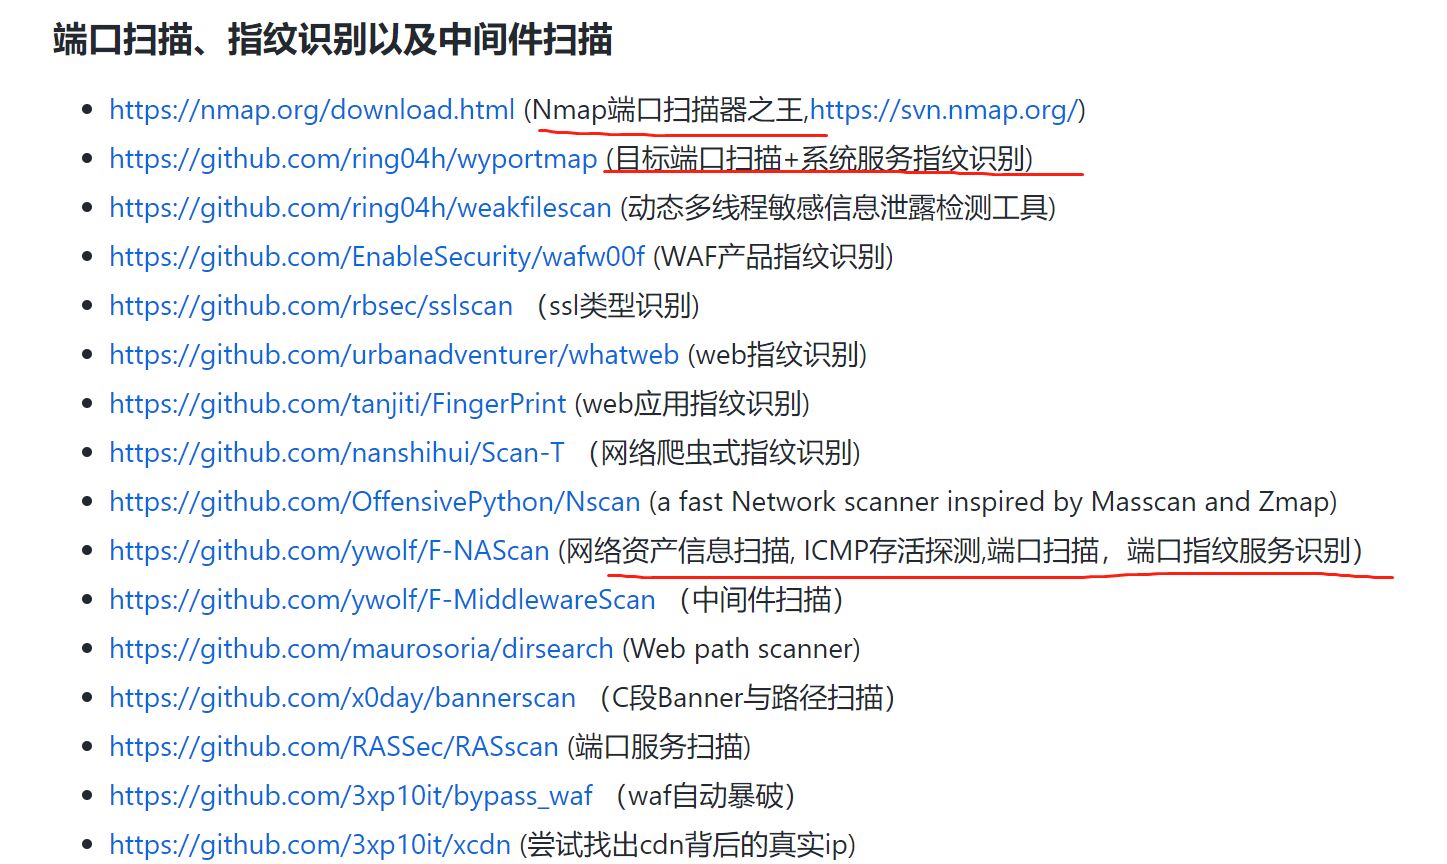 端口扫描、指纹识别以及中间件扫描
https://nmap.org/download.html (Nmap端口扫描器之王,https://svn.nmap.org/)
https://github.com/ring04h/wyportmap (目标端口扫描+系统服务指纹识别)
https://github.com/ring04h/weakfilescan (动态多线程敏感信息泄露检测工具)
https://github.com/EnableSecurity/wafw00f (WAF产品指纹识别)
https://github.com/rbsec/sslscan （ssl类型识别)
https://github.com/urbanadventurer/whatweb (web指纹识别)
https://github.com/tanjiti/FingerPrint (web应用指纹识别)
https://github.com/nanshihui/Scan-T （网络爬虫式指纹识别)
https://github.com/OffensivePython/Nscan (a fast Network scanner inspired by Masscan and Zmap)
https://github.com/ywolf/F-NAScan (网络资产信息扫描, ICMP存活探测,端口扫描，端口指纹服务识别）
https://github.com/ywolf/F-MiddlewareScan （中间件扫描）
https://github.com/maurosoria/dirsearch (Web path scanner)
https://github.com/x0day/bannerscan （C段Banner与路径扫描）
https://github.com/RASSec/RASscan (端口服务扫描)
https://github.com/3xp10it/bypass_waf （waf自动暴破）
https://github.com/3xp10it/xcdn (尝试找出cdn背后的真实ip)